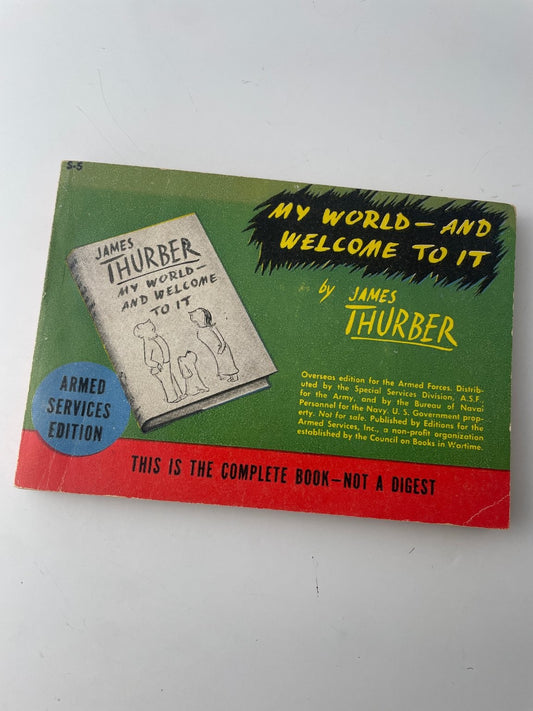 S-5
MY WORLD—AND
WELCOME TO IT
by JAMES
THURBER
JAMES
THURBER
MY WORLD—
AND WELCOME
TO IT
Overseas edition for the Armed Forces. Distrib-
uted by the Special Services Division, A.S.F.,
for the Army, and by the Bureau of Naval
Personnel for the Navy. U. S. Government prop-
erty. Not for sale. Published by Editions for the
Armed Services, Inc., a non-profit organization
established by the Council on Books in Wartime.
ARMED
SERVICES
EDITION
THIS IS THE COMPLETE BOOK—NOT A DIGEST